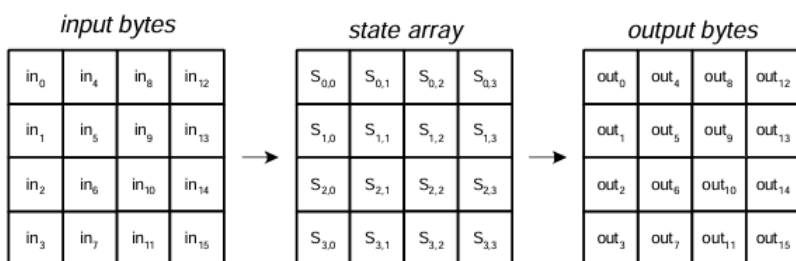 input bytes state array output bytes
in₀ in₄ in₈ in₁₂ S₀,₀ S₀,₁ S₀,₂ S₀,₃ out₀ out₄ out₈ out₁₂
in₁ in₅ in₉ in₁₃ S₁,₀ S₁,₁ S₁,₂ S₁,₃ out₁ out₅ out₉ out₁₃
in₂ in₆ in₁₀ in₁₄ S₂,₀ S₂,₁ S₂,₂ S₂,₃ out₂ out₆ out₁₀ out₁₄
in₃ in₇ in₁₁ in₁₅ S₃,₀ S₃,₁ S₃,₂ S₃,₃ out₃ out₇ out₁₁ out₁₅